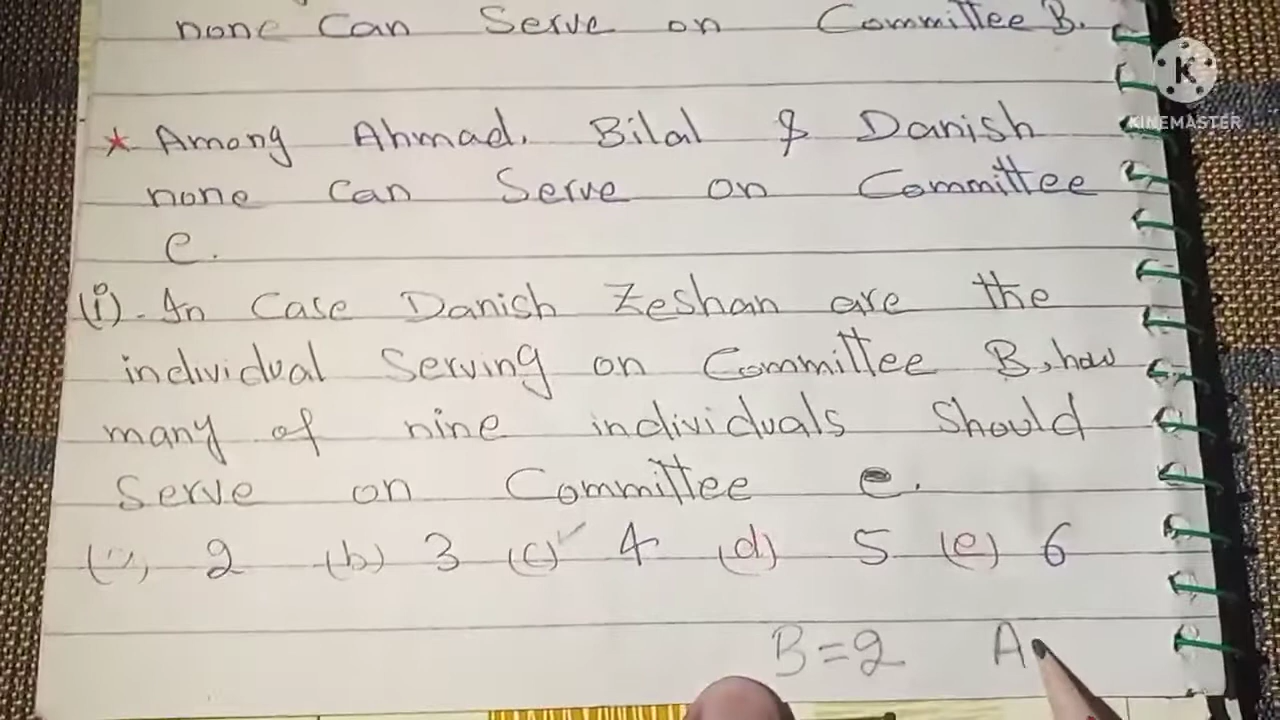 none Can Serve on Committee B.
K
KINEMASTER
* Among Ahmad, Bilal & Danish
none Can Serve on Committee
C.
(i). In Case Danish Zeshan are the
individual Serving on Committee B, how
many of nine individuals Should
Serve on Committee C.
2 (b) 3 (c) 4 (d) 5 (e) 6
B=2 A